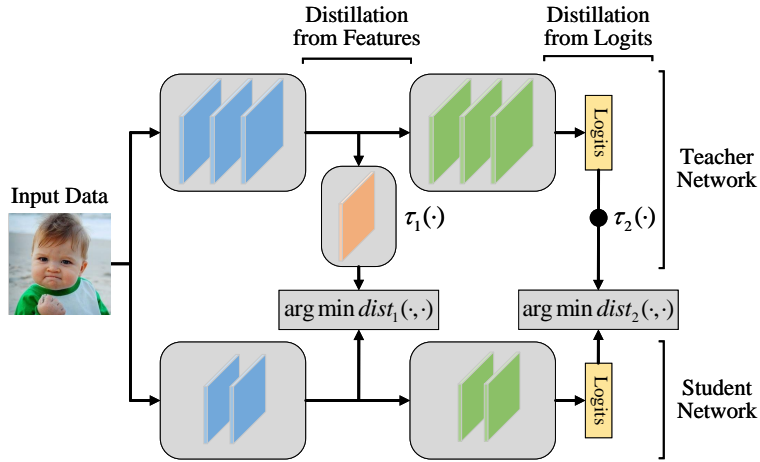 Distillation
from Features
Distillation
from Logits
Logits
Teacher
Network
Input Data
τ₁(·)
τ₂(·)
arg min dist₁(·,·)
arg min dist₂(·,·)
Logits
Student
Network